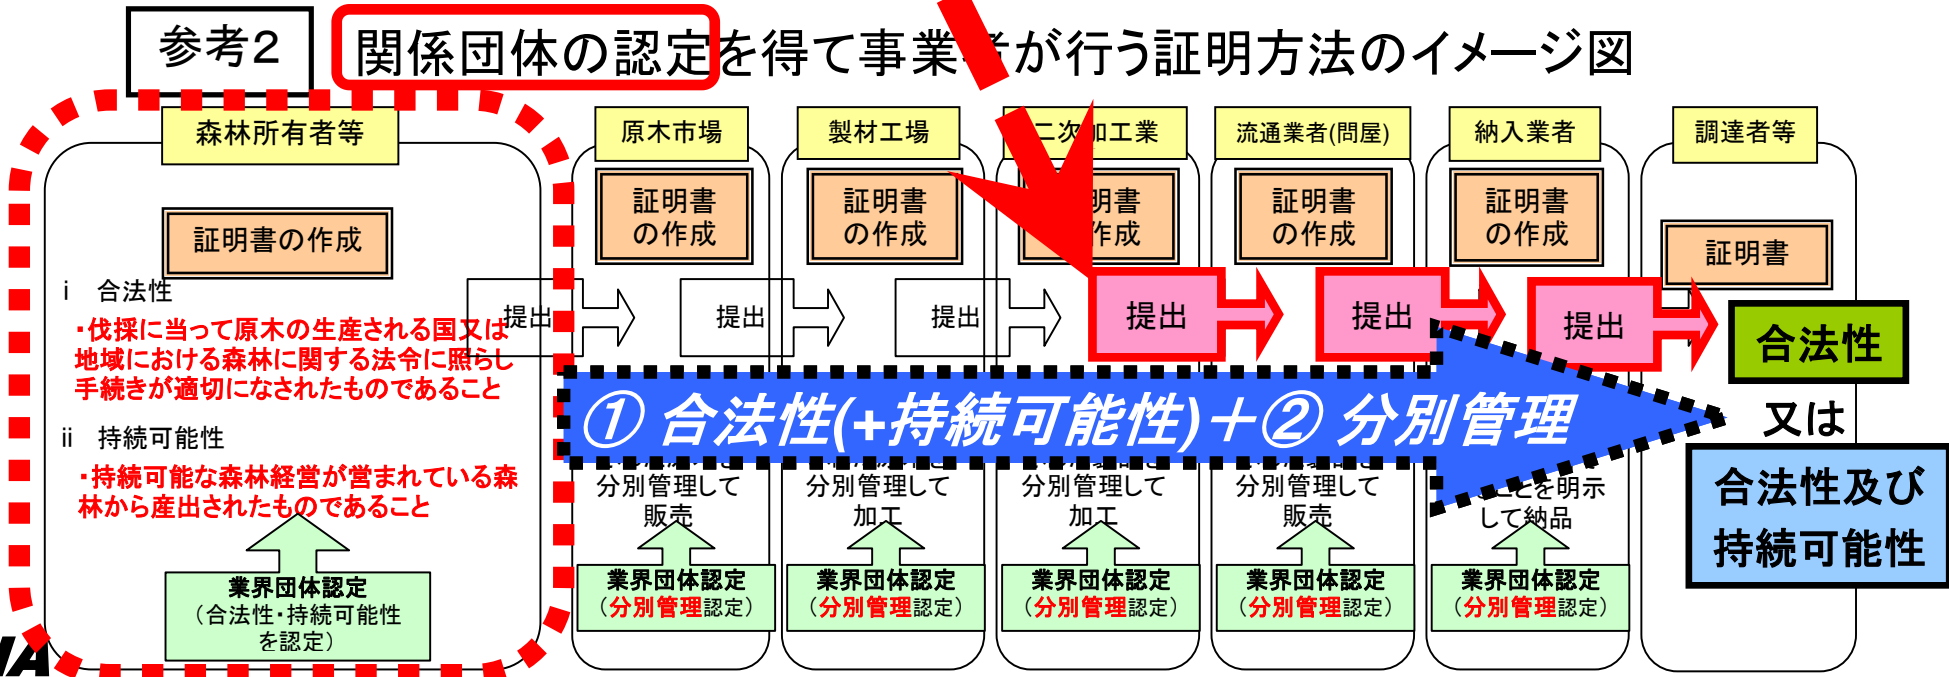 参考2
関係団体の認定を得て事業者が行う証明方法のイメージ図
森林所有者等
証明書の作成
i 合法性
・伐採に当って原木の生産される国又は
地域における森林に関する法令に照らし
手続きが適切になされたものであること
ii 持続可能性
・持続可能な森林経営が営まれている森
林から産出されたものであること
業界団体認定
(合法性・持続可能性
を認定)
提出
原木市場
証明書
の作成
提出
分別管理して
販売
業界団体認定
(分別管理認定)
製材工場
証明書
の作成
提出
分別管理して
加工
業界団体認定
(分別管理認定)
二次加工業
証明書
の作成
提出
分別管理して
加工
業界団体認定
(分別管理認定)
流通業者(問屋)
証明書
の作成
提出
分別管理して
販売
業界団体認定
(分別管理認定)
納入業者
証明書
の作成
提出
ことを明示
して納品
業界団体認定
(分別管理認定)
調達者等
証明書
合法性
又は
合法性及び
持続可能性
① 合法性(+持続可能性)+② 分別管理